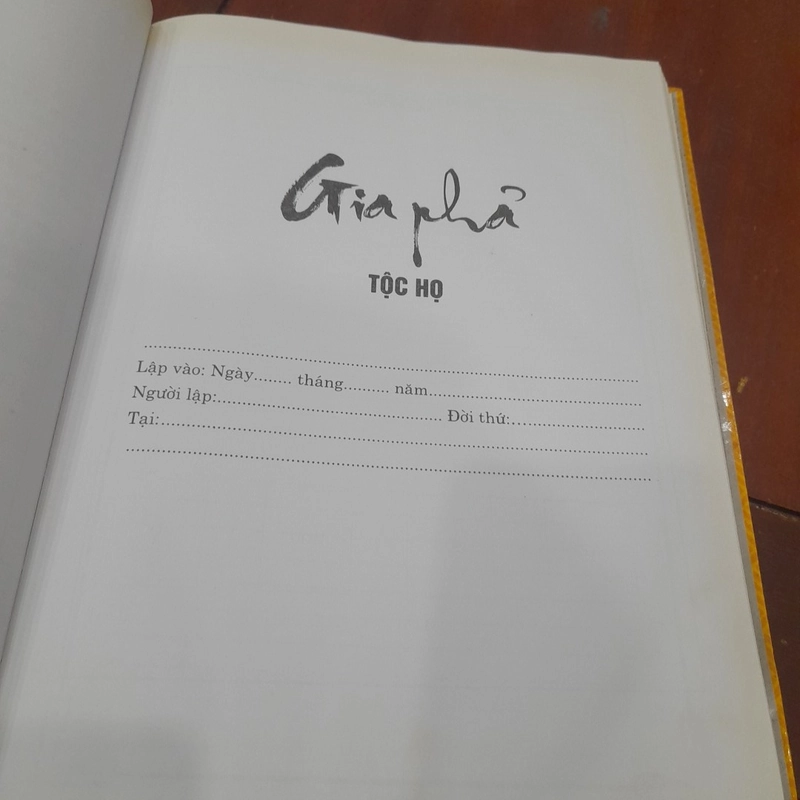 Gia phả
TỘC HỌ
................................................................................
Lập vào: Ngày........ tháng.......... năm..............................................
Người lập:................................................ Đời thứ:.............................
Tại:.....................................................................................................
..............................................................................................................